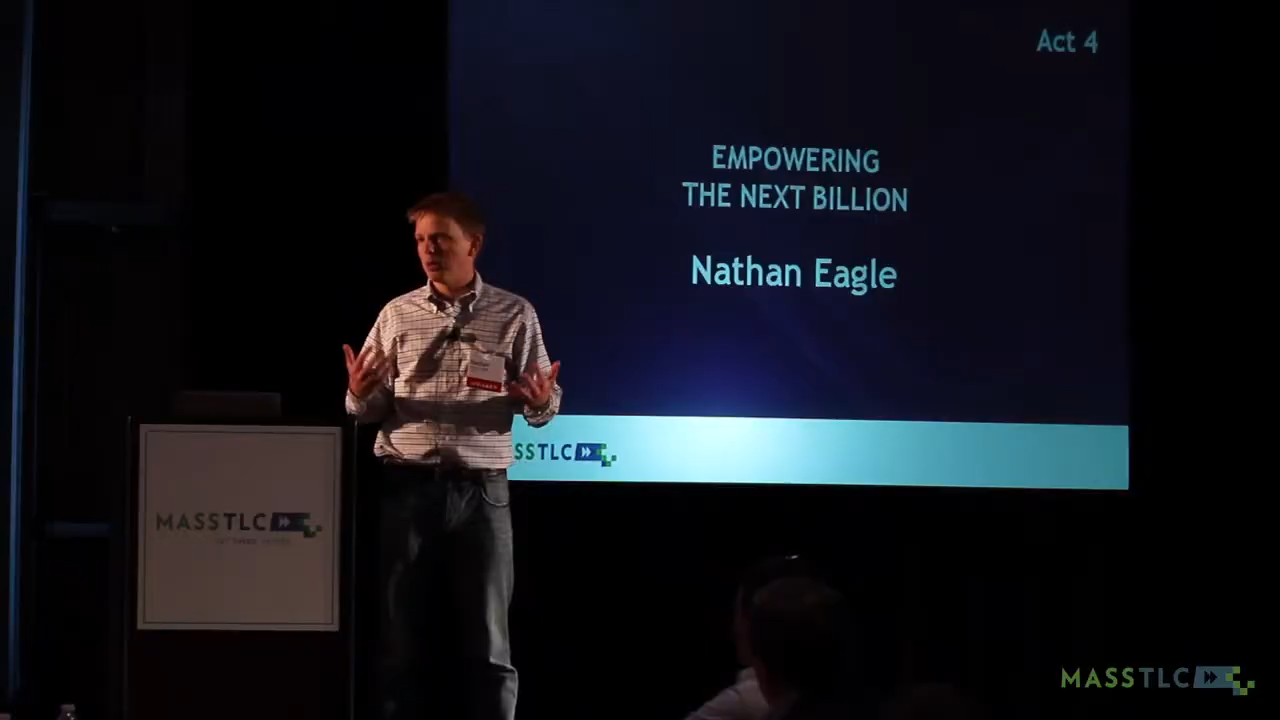 Act 4
EMPOWERING
THE NEXT BILLION
Nathan Eagle
SSTLC
MASSTLC
MASSTLC